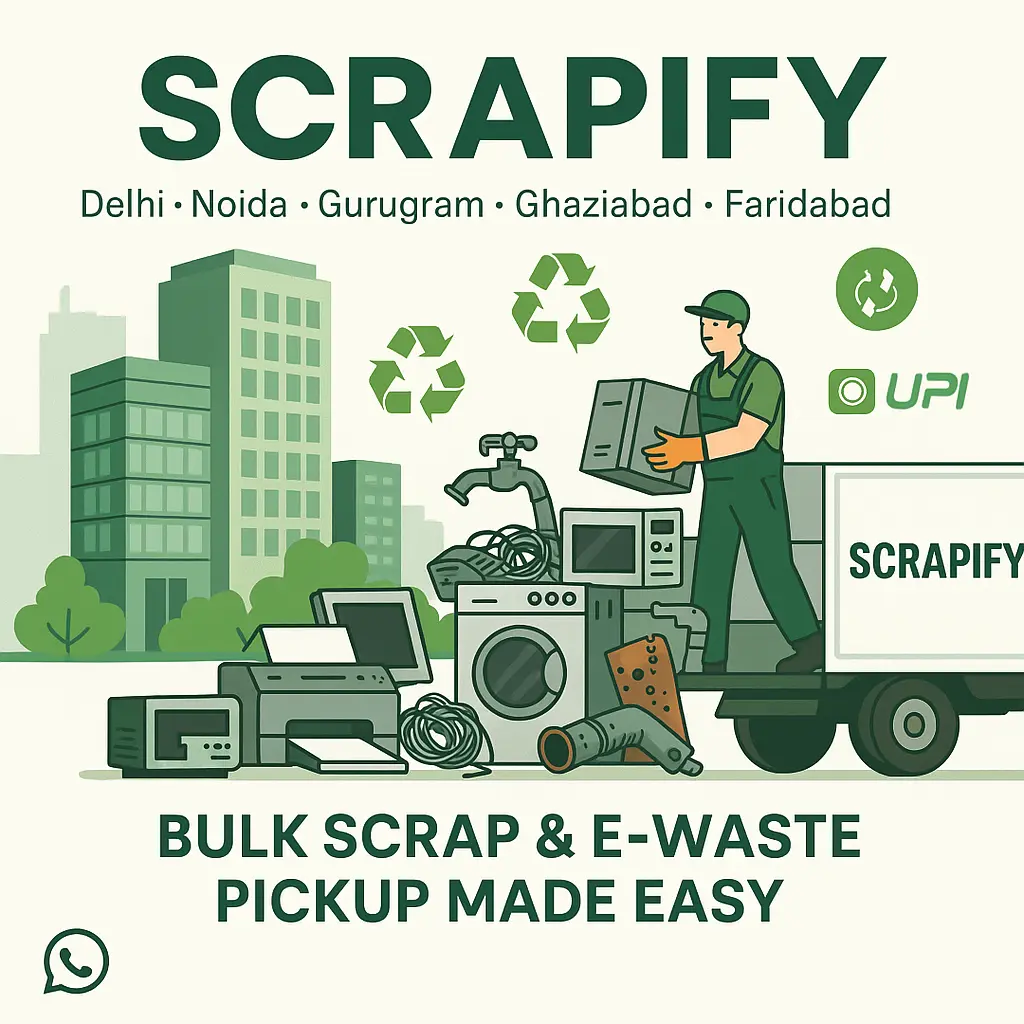 SCRAPIFY
Delhi · Noida · Gurugram · Ghaziabad · Faridabad
UPI
SCRAPIFY
BULK SCRAP & E-WASTE
PICKUP MADE EASY